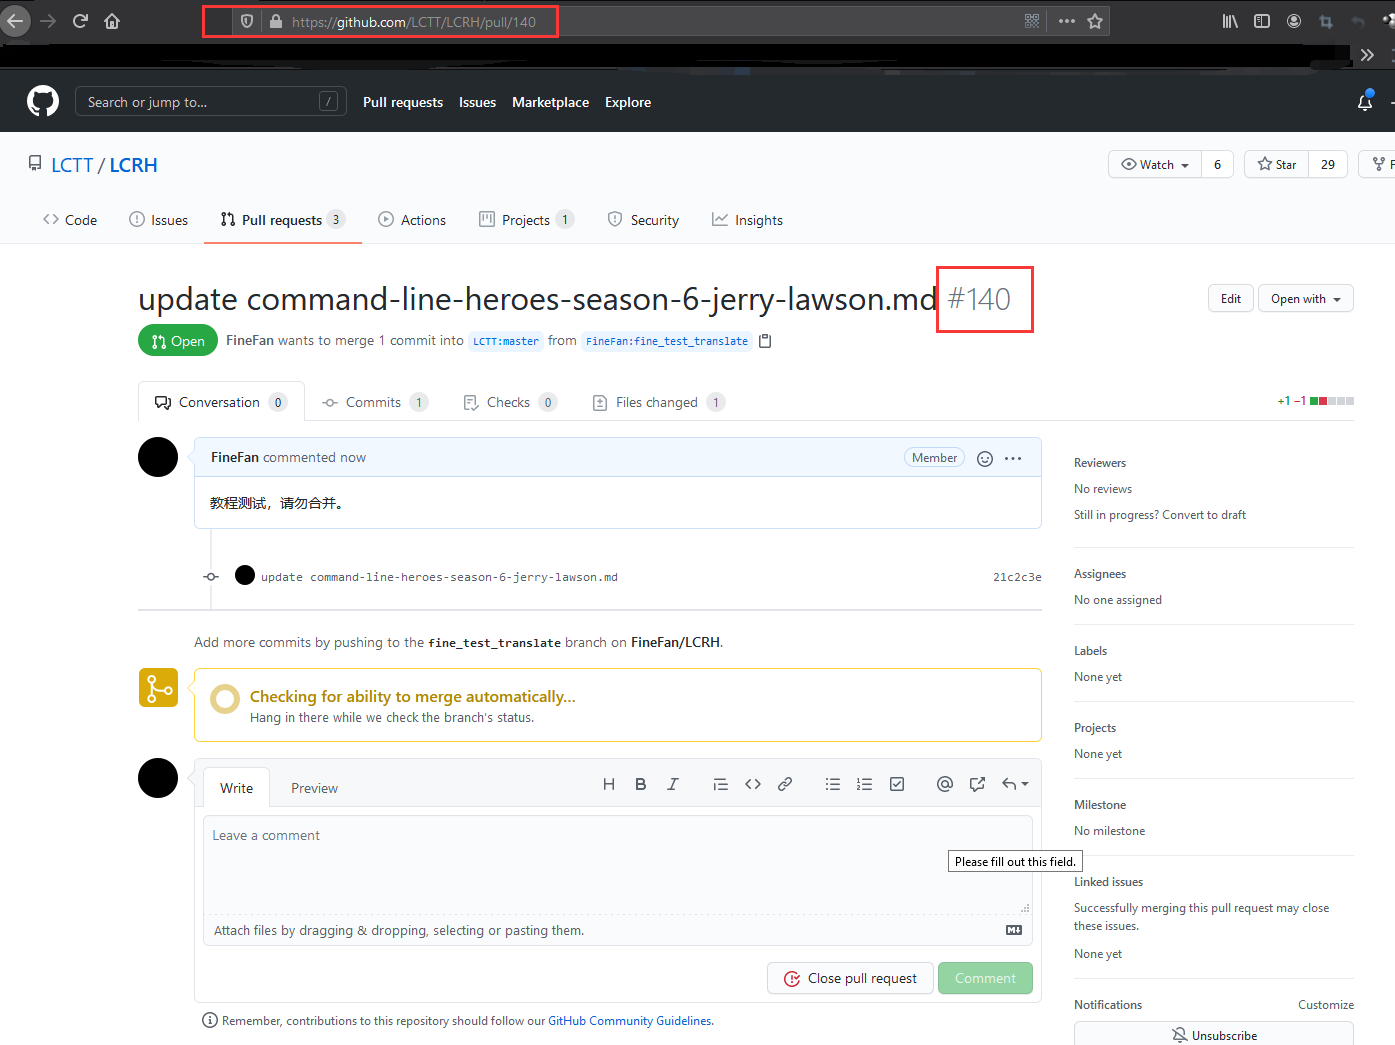 https://github.com/LCTT/LCRH/pull/140
Search or jump to... /
Pull requests Issues Marketplace Explore
LCTT / LCRH
Watch 6 Star 29
Code Issues Pull requests 3 Actions Projects 1 Security Insights
update command-line-heroes-season-6-jerry-lawson.md #140
Edit Open with
Open FineFan wants to merge 1 commit into LCTT:master from FineFan:fine_test_translate
Conversation 0 Commits 1 Checks 0 Files changed 1
+1 −1
FineFan commented now Member
教程测试，请勿合并。
update command-line-heroes-season-6-jerry-lawson.md 21c2c3e
Add more commits by pushing to the fine_test_translate branch on FineFan/LCRH.
Checking for ability to merge automatically...
Hang in there while we check the branch's status.
Write Preview
Leave a comment
Please fill out this field.
Attach files by dragging & dropping, selecting or pasting them.
Close pull request Comment
Remember, contributions to this repository should follow our GitHub Community Guidelines.
Reviewers
No reviews
Still in progress? Convert to draft
Assignees
No one assigned
Labels
None yet
Projects
None yet
Milestone
No milestone
Linked issues
Successfully merging this pull request may close
these issues.
None yet
Notifications Customize
Unsubscribe